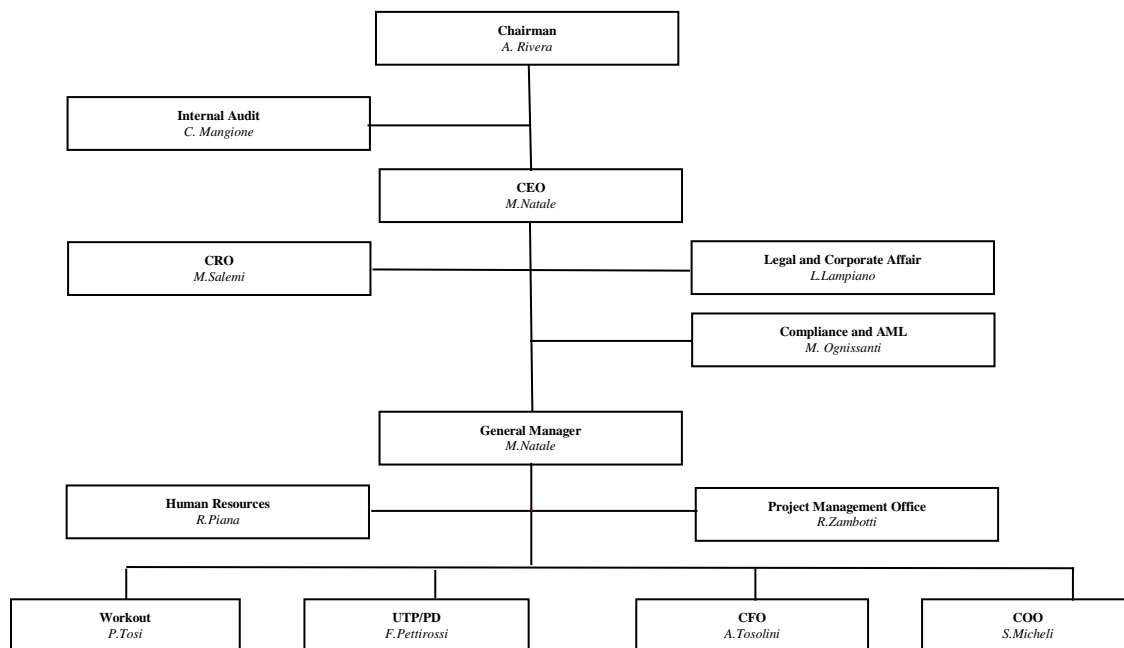 Chairman
A. Rivera
Internal Audit
C. Mangione
CEO
M.Natale
CRO
M.Salemi
Legal and Corporate Affair
L.Lampiano
Compliance and AML
M. Ognissanti
General Manager
M.Natale
Human Resources
R.Piana
Project Management Office
R.Zambotti
Workout
P.Tosi
UTP/PD
F.Pettirossi
CFO
A.Tosolini
COO
S.Micheli